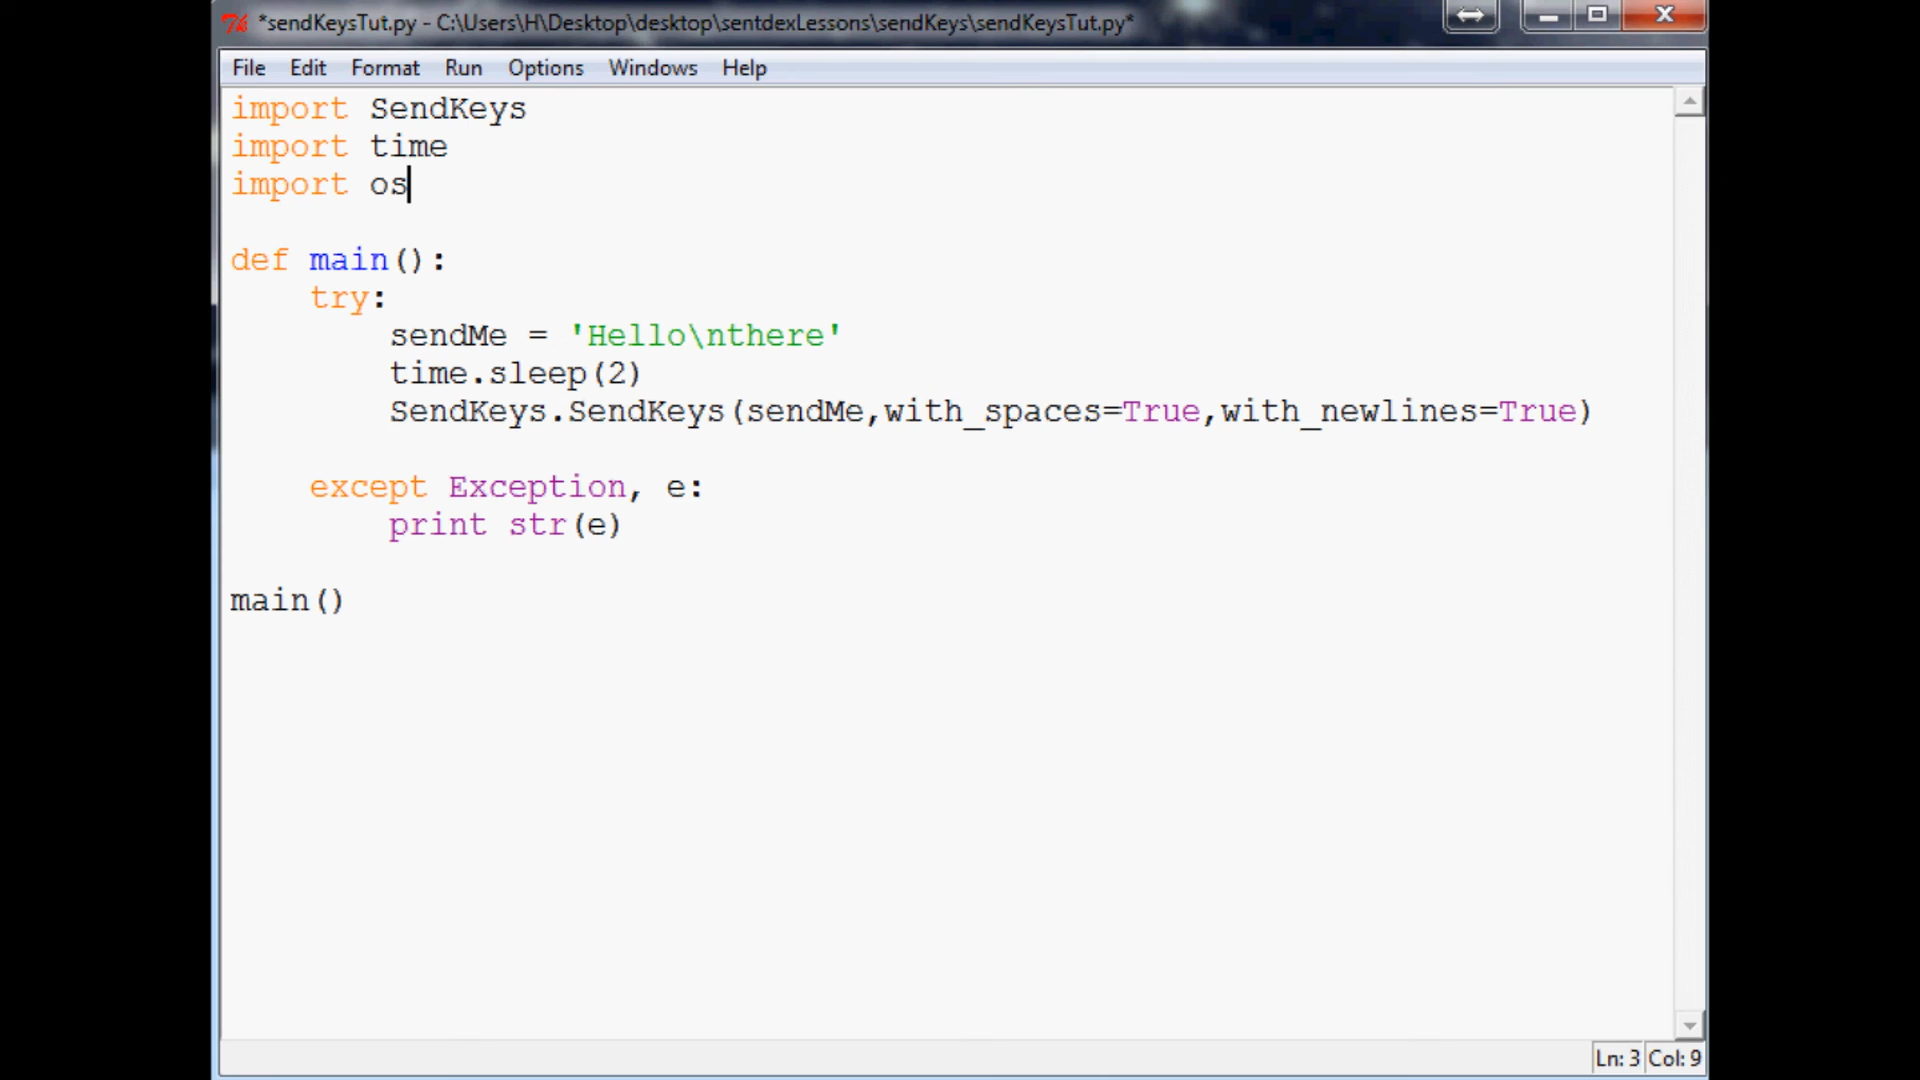 *sendKeysTut.py - C:\Users\H\Desktop\desktop\sentdexLessons\sendKeys\sendKeysTut.py*
File Edit Format Run Options Windows Help
import SendKeys
import time
import os
def main():
    try:
        sendMe = 'Hello\nthere'
        time.sleep(2)
        SendKeys.SendKeys(sendMe,with_spaces=True,with_newlines=True)
    except Exception, e:
        print str(e)
main()
Ln: 3 Col: 9